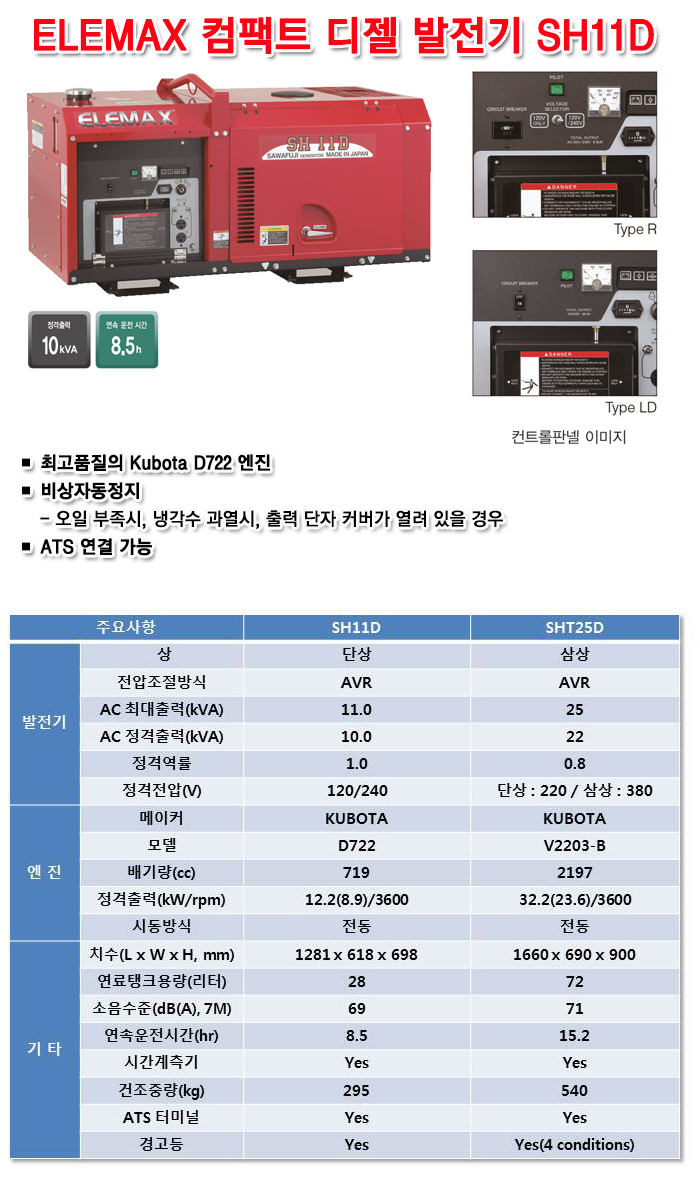 ELEMAX 컴팩트 디젤 발전기 SH11D
ELEMAX
SH 11D
SAWAFUJI GENERATOR MADE IN JAPAN
정격출력
10 kVA
연속 운전 시간
8.5 h
PILOT
CIRCUIT BREAKER
VOLTAGE SELECTOR
120V ONLY
120V /240V
TOTAL OUTPUT
DANGER
Type R
CIRCUIT BREAKER
PILOT
TOTAL OUTPUT
DANGER
Type LD
컨트롤판넬 이미지
■ 최고품질의 Kubota D722 엔진
■ 비상자동정지
– 오일 부족시, 냉각수 과열시, 출력 단자 커버가 열려 있을 경우
■ ATS 연결 가능
주요사항 SH11D SHT25D
발전기
상 단상 삼상
전압조절방식 AVR AVR
AC 최대출력(kVA) 11.0 25
AC 정격출력(kVA) 10.0 22
정격역률 1.0 0.8
정격전압(V) 120/240 단상 : 220 / 삼상 : 380
엔 진
메이커 KUBOTA KUBOTA
모델 D722 V2203-B
배기량(cc) 719 2197
정격출력(kW/rpm) 12.2(8.9)/3600 32.2(23.6)/3600
시동방식 전동 전동
기 타
치수(L x W x H, mm) 1281 x 618 x 698 1660 x 690 x 900
연료탱크용량(리터) 28 72
소음수준(dB(A), 7M) 69 71
연속운전시간(hr) 8.5 15.2
시간계측기 Yes Yes
건조중량(kg) 295 540
ATS 터미널 Yes Yes
경고등 Yes Yes(4 conditions)